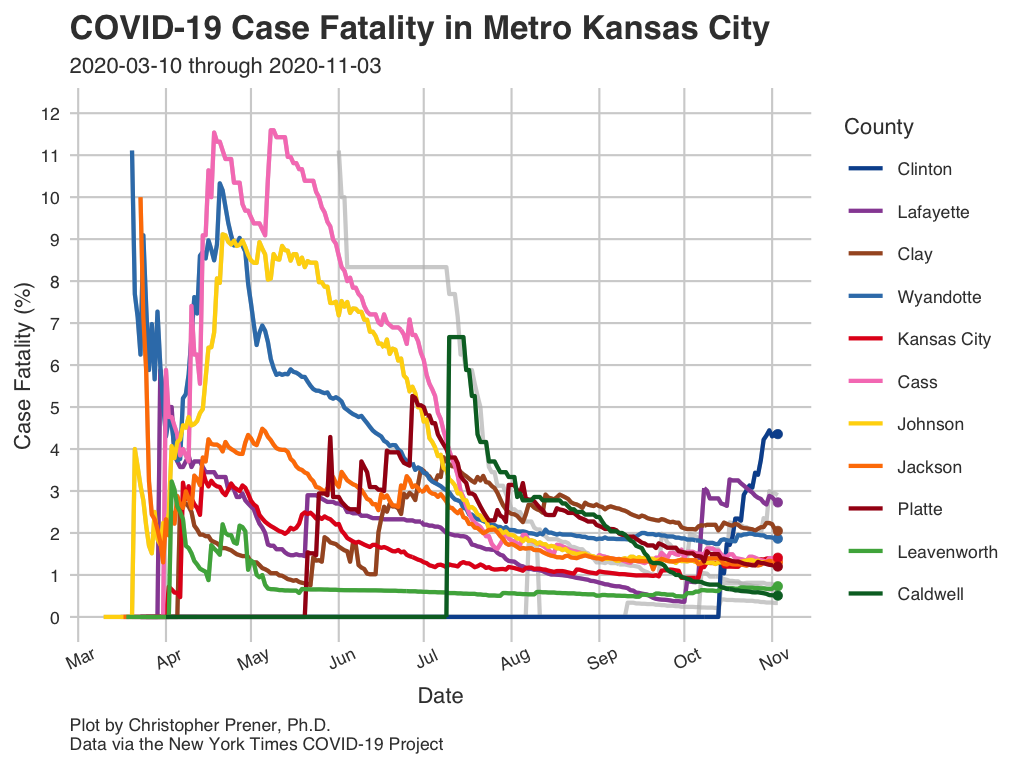 COVID-19 Case Fatality in Metro Kansas City
2020-03-10 through 2020-11-03
12
11
10
9
8
7
6
5
4
3
2
1
0
Case Fatality (%)
Mar
Apr
May
Jun
Jul
Aug
Sep
Oct
Nov
Date
County
Clinton
Lafayette
Clay
Wyandotte
Kansas City
Cass
Johnson
Jackson
Platte
Leavenworth
Caldwell
Plot by Christopher Prener, Ph.D.
Data via the New York Times COVID-19 Project